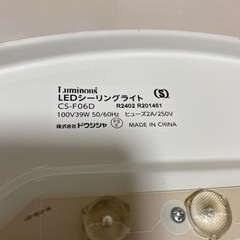 Luminous
LEDシーリングライト
CS-F06D R2402 R201451
100V39W 50/60Hz ヒューズ2A/250V
株式会社ドウシシャ MADE IN CHINA